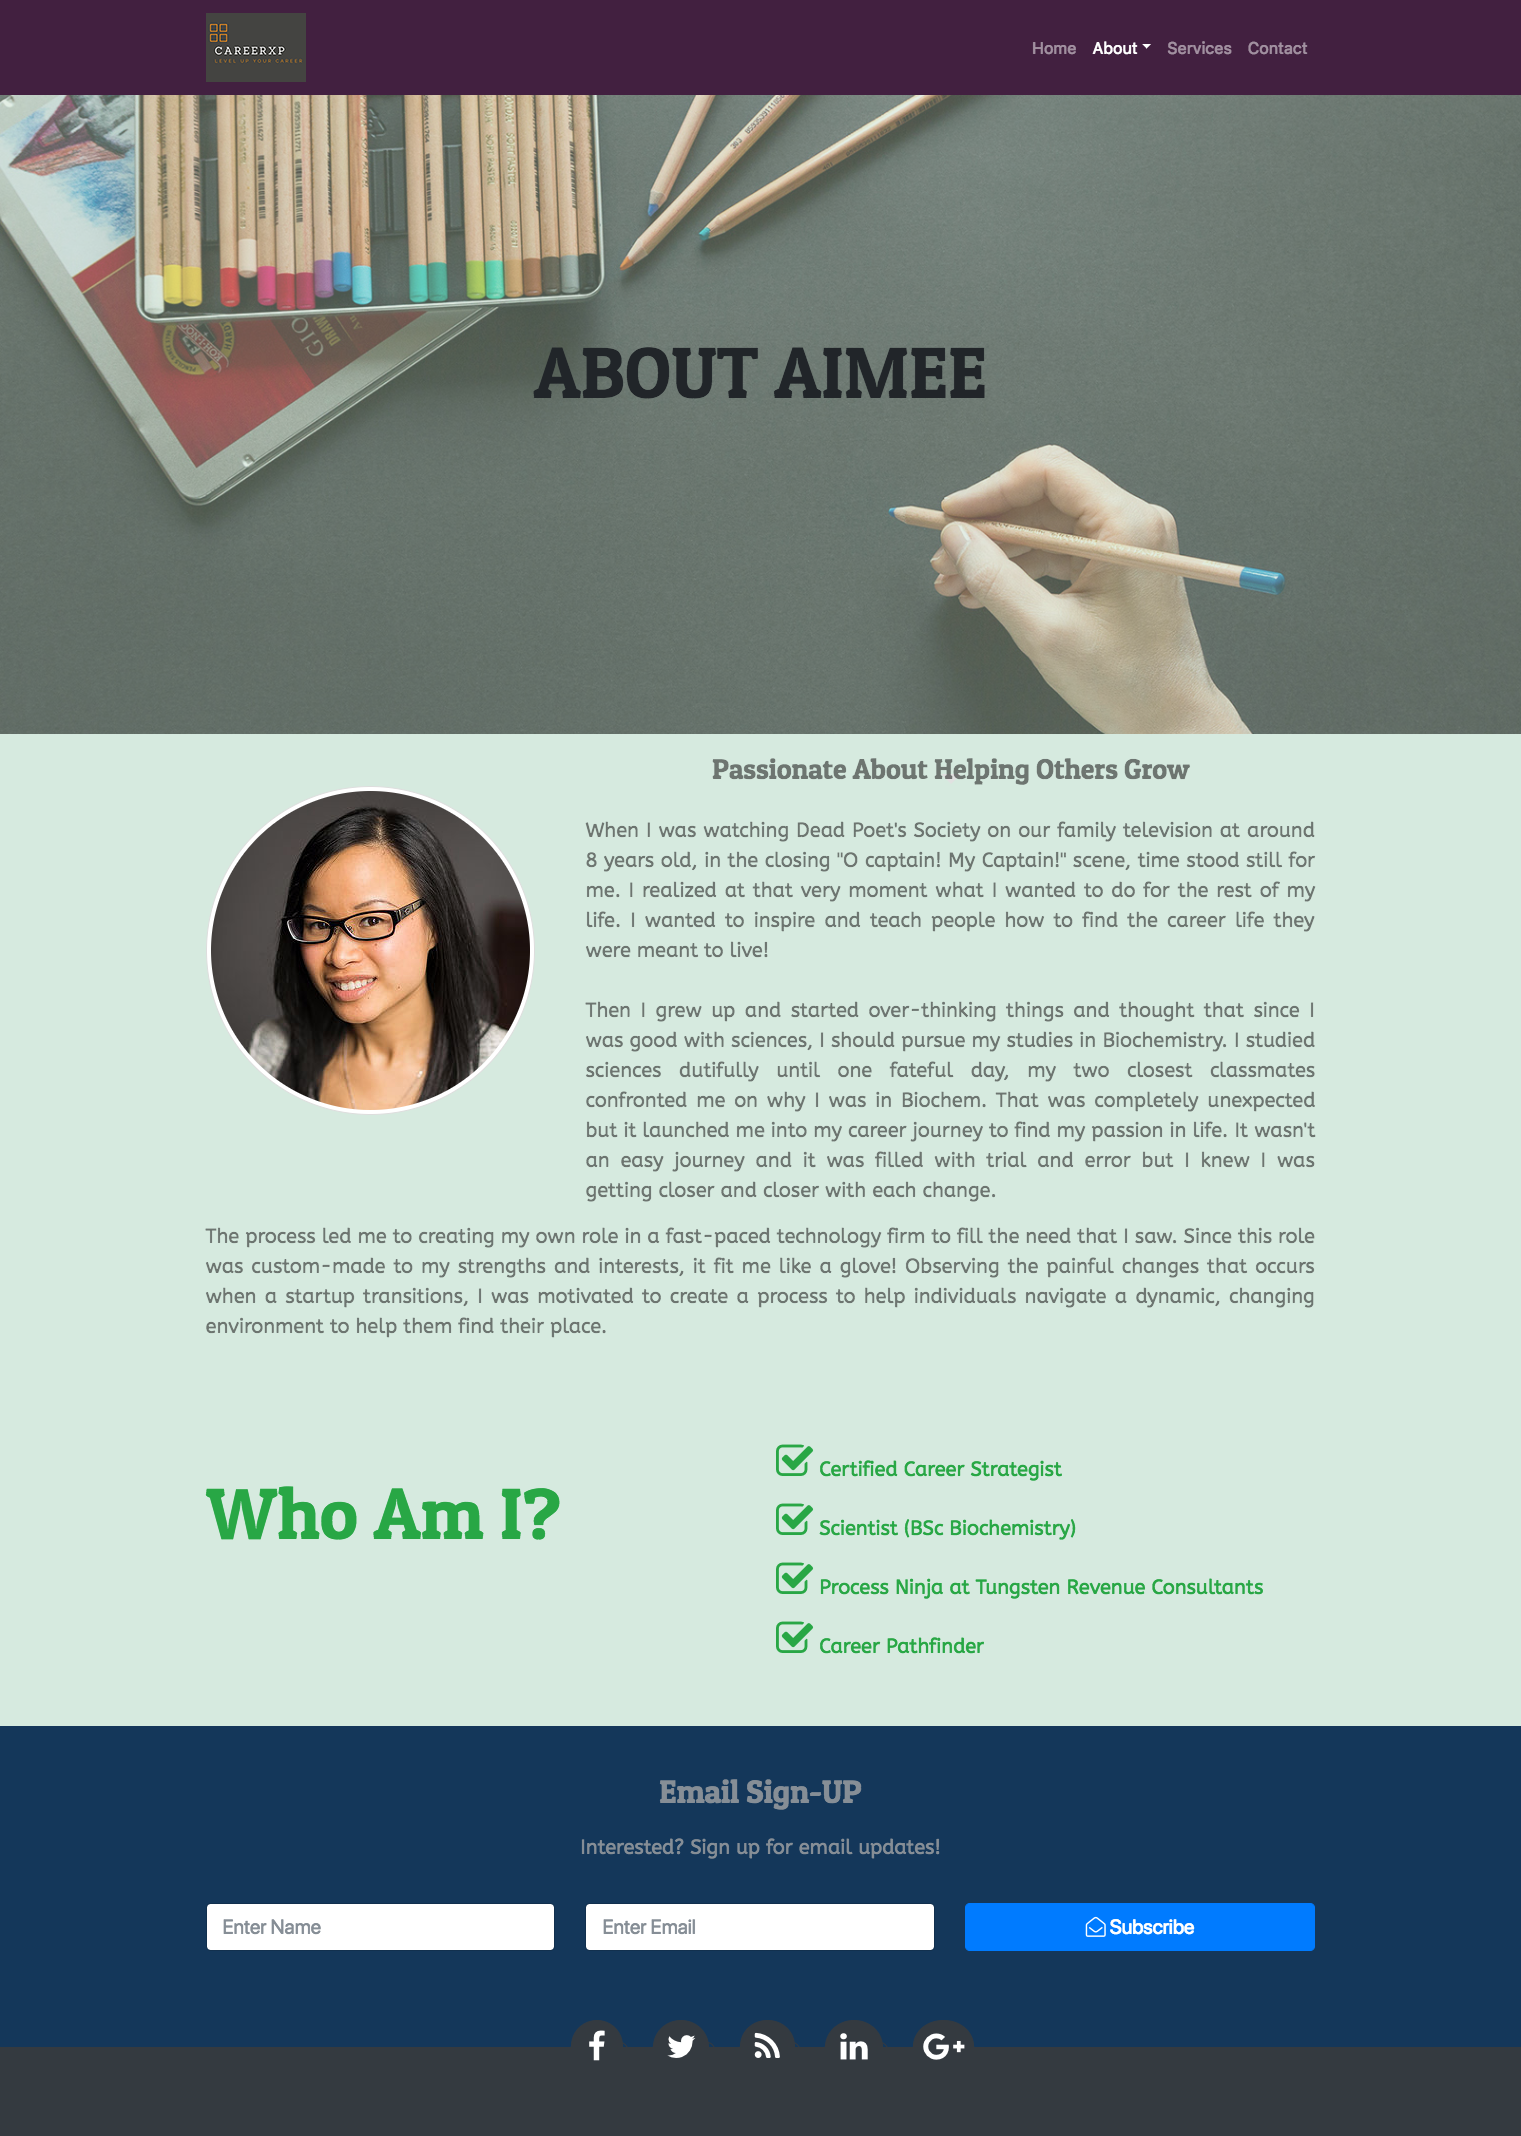 CAREERXP
LEVEL UP YOUR CAREER
Home
About
Services
Contact
GIO
DRAW
ABOUT AIMEE
Passionate About Helping Others Grow
When I was watching Dead Poet's Society on our family television at around
8 years old, in the closing "O captain! My Captain!" scene, time stood still for
me. I realized at that very moment what I wanted to do for the rest of my
life. I wanted to inspire and teach people how to find the career life they
were meant to live!
Then I grew up and started over-thinking things and thought that since I
was good with sciences, I should pursue my studies in Biochemistry. I studied
sciences dutifully until one fateful day, my two closest classmates
confronted me on why I was in Biochem. That was completely unexpected
but it launched me into my career journey to find my passion in life. It wasn't
an easy journey and it was filled with trial and error but I knew I was
getting closer and closer with each change.
The process led me to creating my own role in a fast-paced technology firm to fill the need that I saw. Since this role
was custom-made to my strengths and interests, it fit me like a glove! Observing the painful changes that occurs
when a startup transitions, I was motivated to create a process to help individuals navigate a dynamic, changing
environment to help them find their place.
Who Am I?
Certified Career Strategist
Scientist (BSc Biochemistry)
Process Ninja at Tungsten Revenue Consultants
Career Pathfinder
Email Sign-UP
Interested? Sign up for email updates!
Enter Name
Enter Email
Subscribe